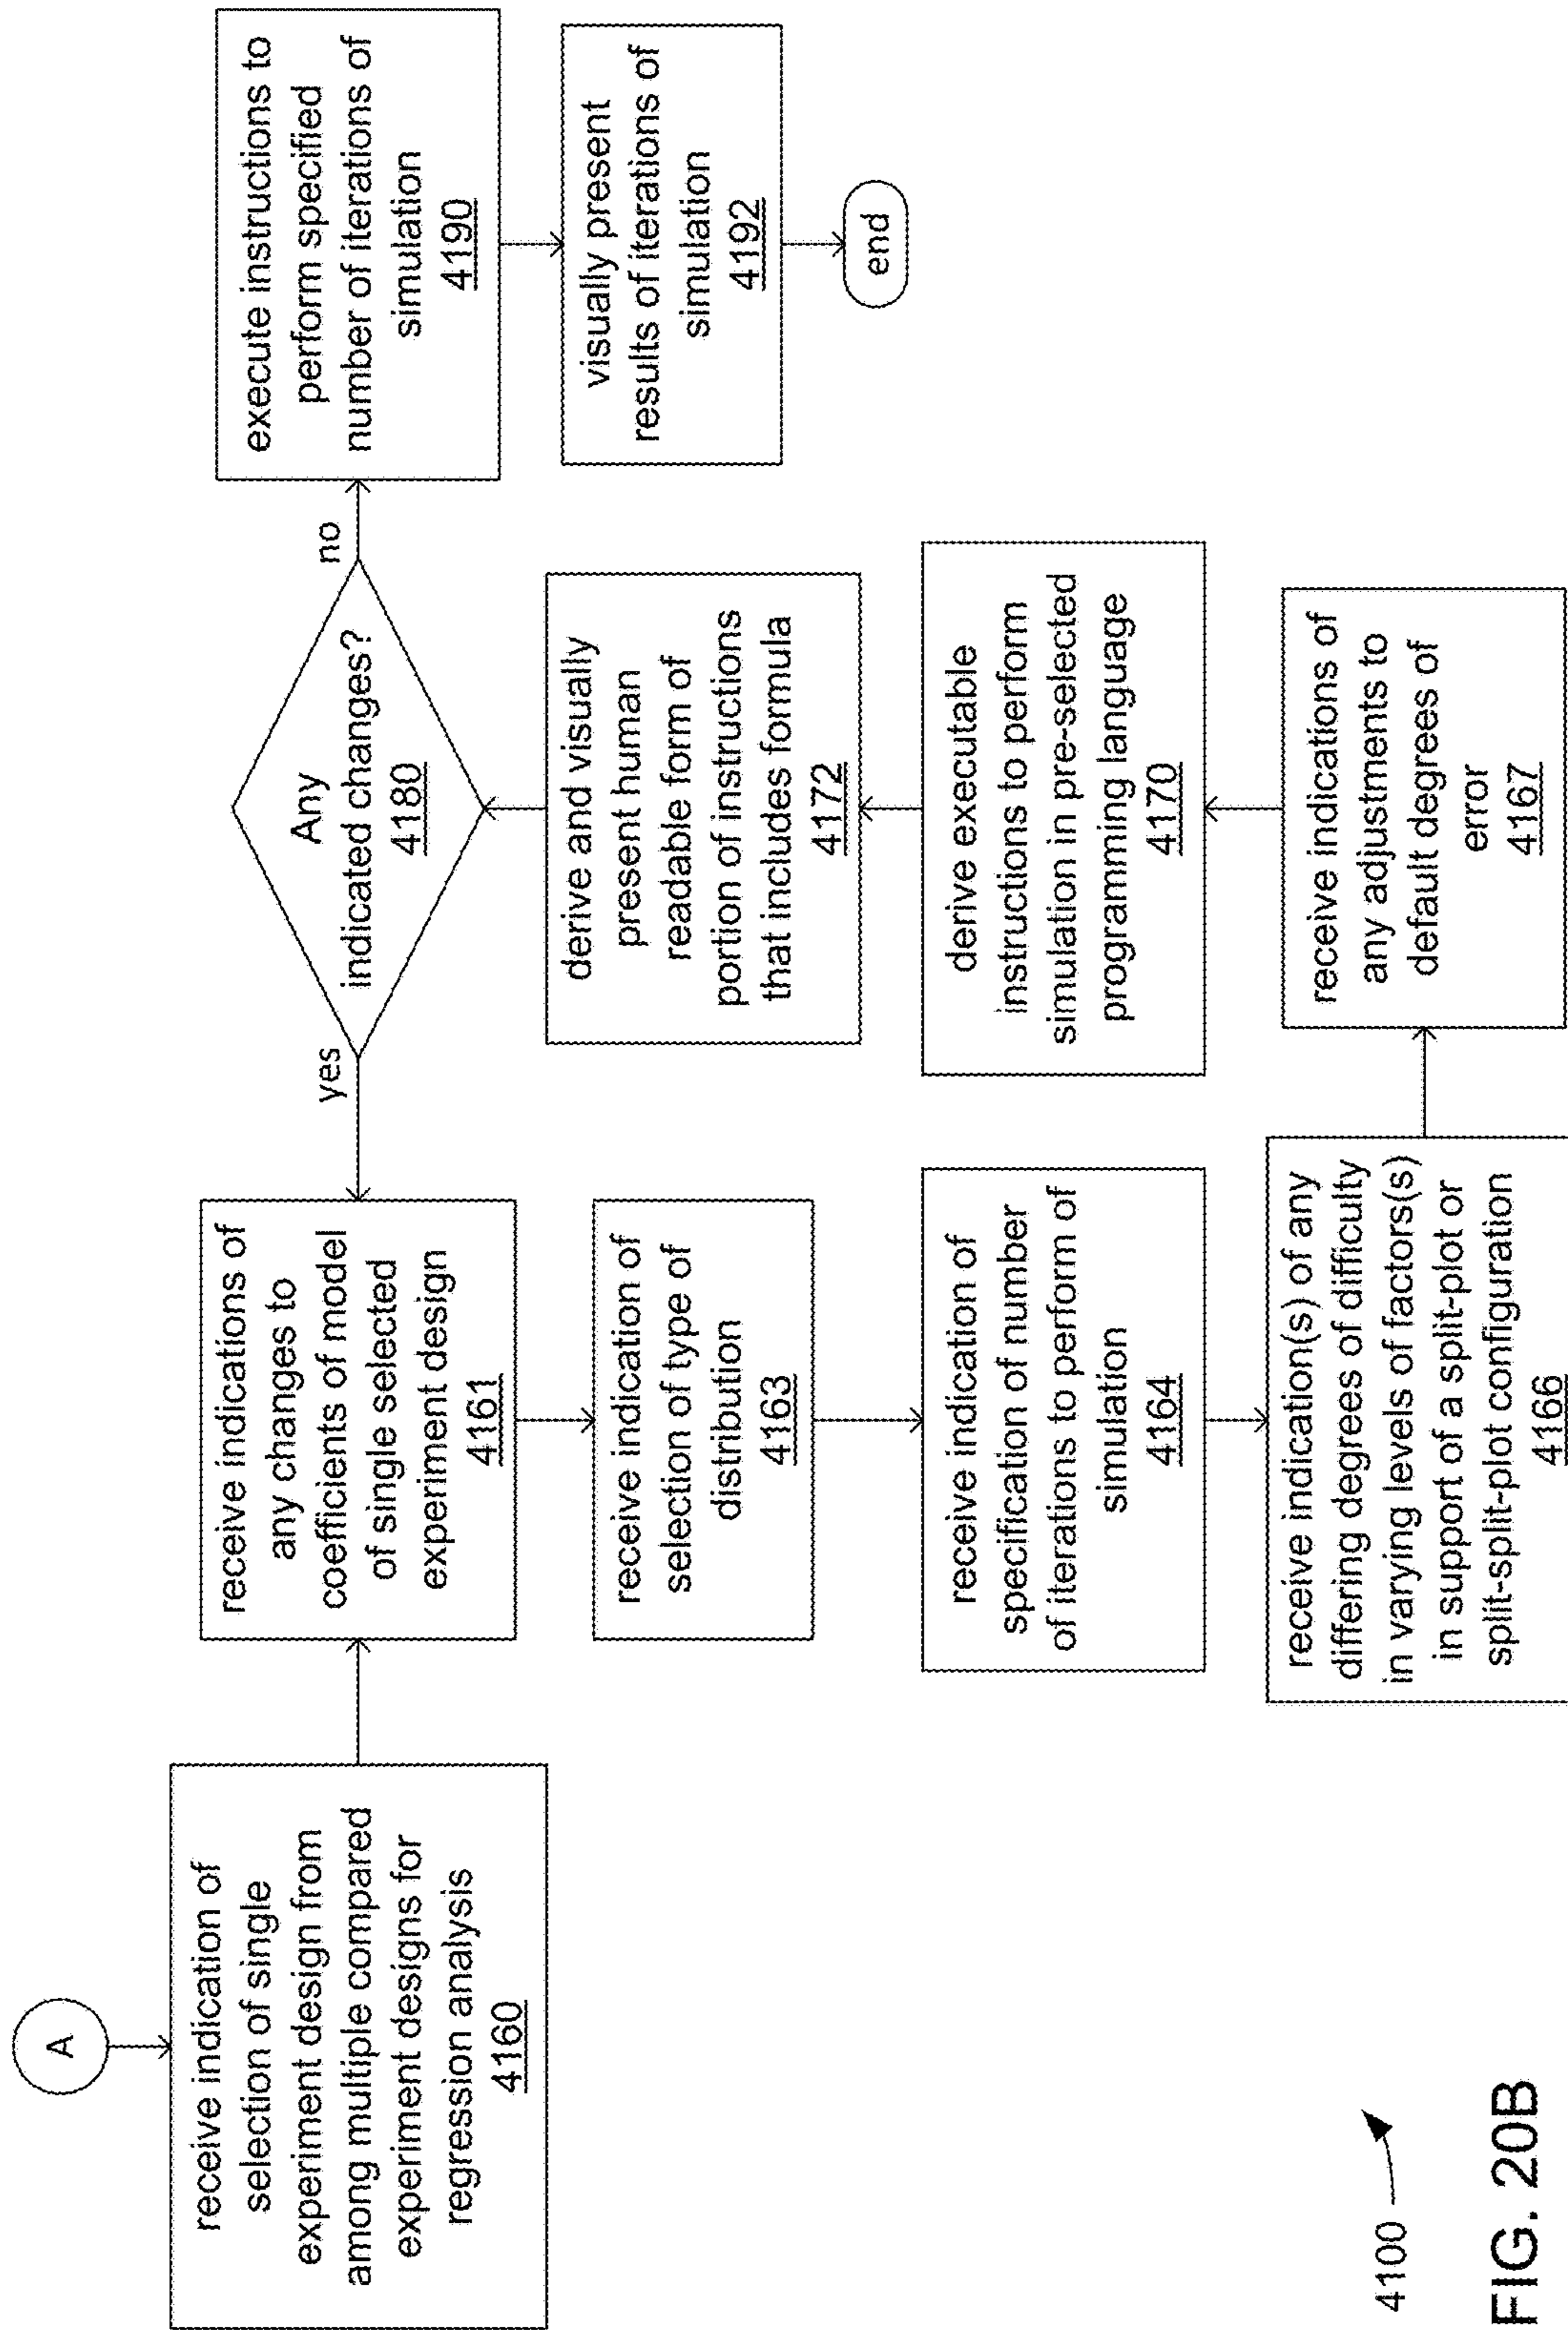 A
receive indication of
selection of single
experiment design from
among multiple compared
experiment designs for
regression analysis
4160
receive indications of
any changes to
coefficients of model
of single selected
experiment design
4161
receive indication of
selection of type of
distribution
4163
receive indication of
specification of number
of iterations to perform of
simulation
4164
receive indication(s) of any
differing degrees of difficulty
in varying levels of factors(s)
in support of a split-plot or
split-split-plot configuration
4166
receive indications of
any adjustments to
default degrees of
error
4167
derive executable
instructions to perform
simulation in pre-selected
programming language
4170
derive and visually
present human
readable form of
portion of instructions
that includes formula
4172
Any
indicated changes?
4180
yes
no
execute instructions to
perform specified
number of iterations of
simulation
4190
visually present
results of iterations of
simulation
4192
end
4100
FIG. 20B